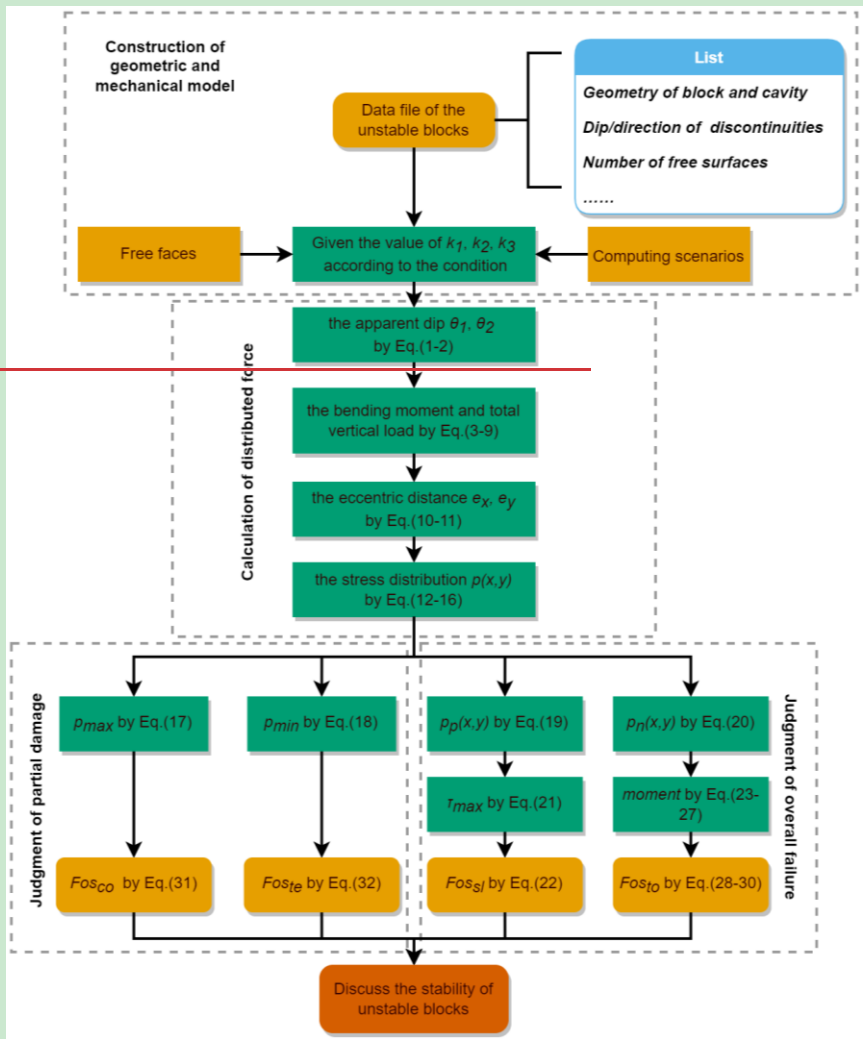 Construction of
geometric and
mechanical model
Data file of the
unstable blocks
List
Geometry of block and cavity
Dip/direction of discontinuities
Number of free surfaces
......
Free faces
Given the value of k1, k2, k3
according to the condition
Computing scenarios
Calculation of distributed force
the apparent dip θ1, θ2
by Eq.(1-2)
the bending moment and total
vertical load by Eq.(3-9)
the eccentric distance ex, ey
by Eq.(10-11)
the stress distribution p(x,y)
by Eq.(12-16)
Judgment of partial damage
pmax by Eq.(17)
pmin by Eq.(18)
pp(x,y) by Eq.(19)
pn(x,y) by Eq.(20)
τmax by Eq.(21)
moment by Eq.(23-
27)
Fosco by Eq.(31)
Foste by Eq.(32)
Fossl by Eq.(22)
Fosto by Eq.(28-30)
Judgment of overall failure
Discuss the stability of
unstable blocks